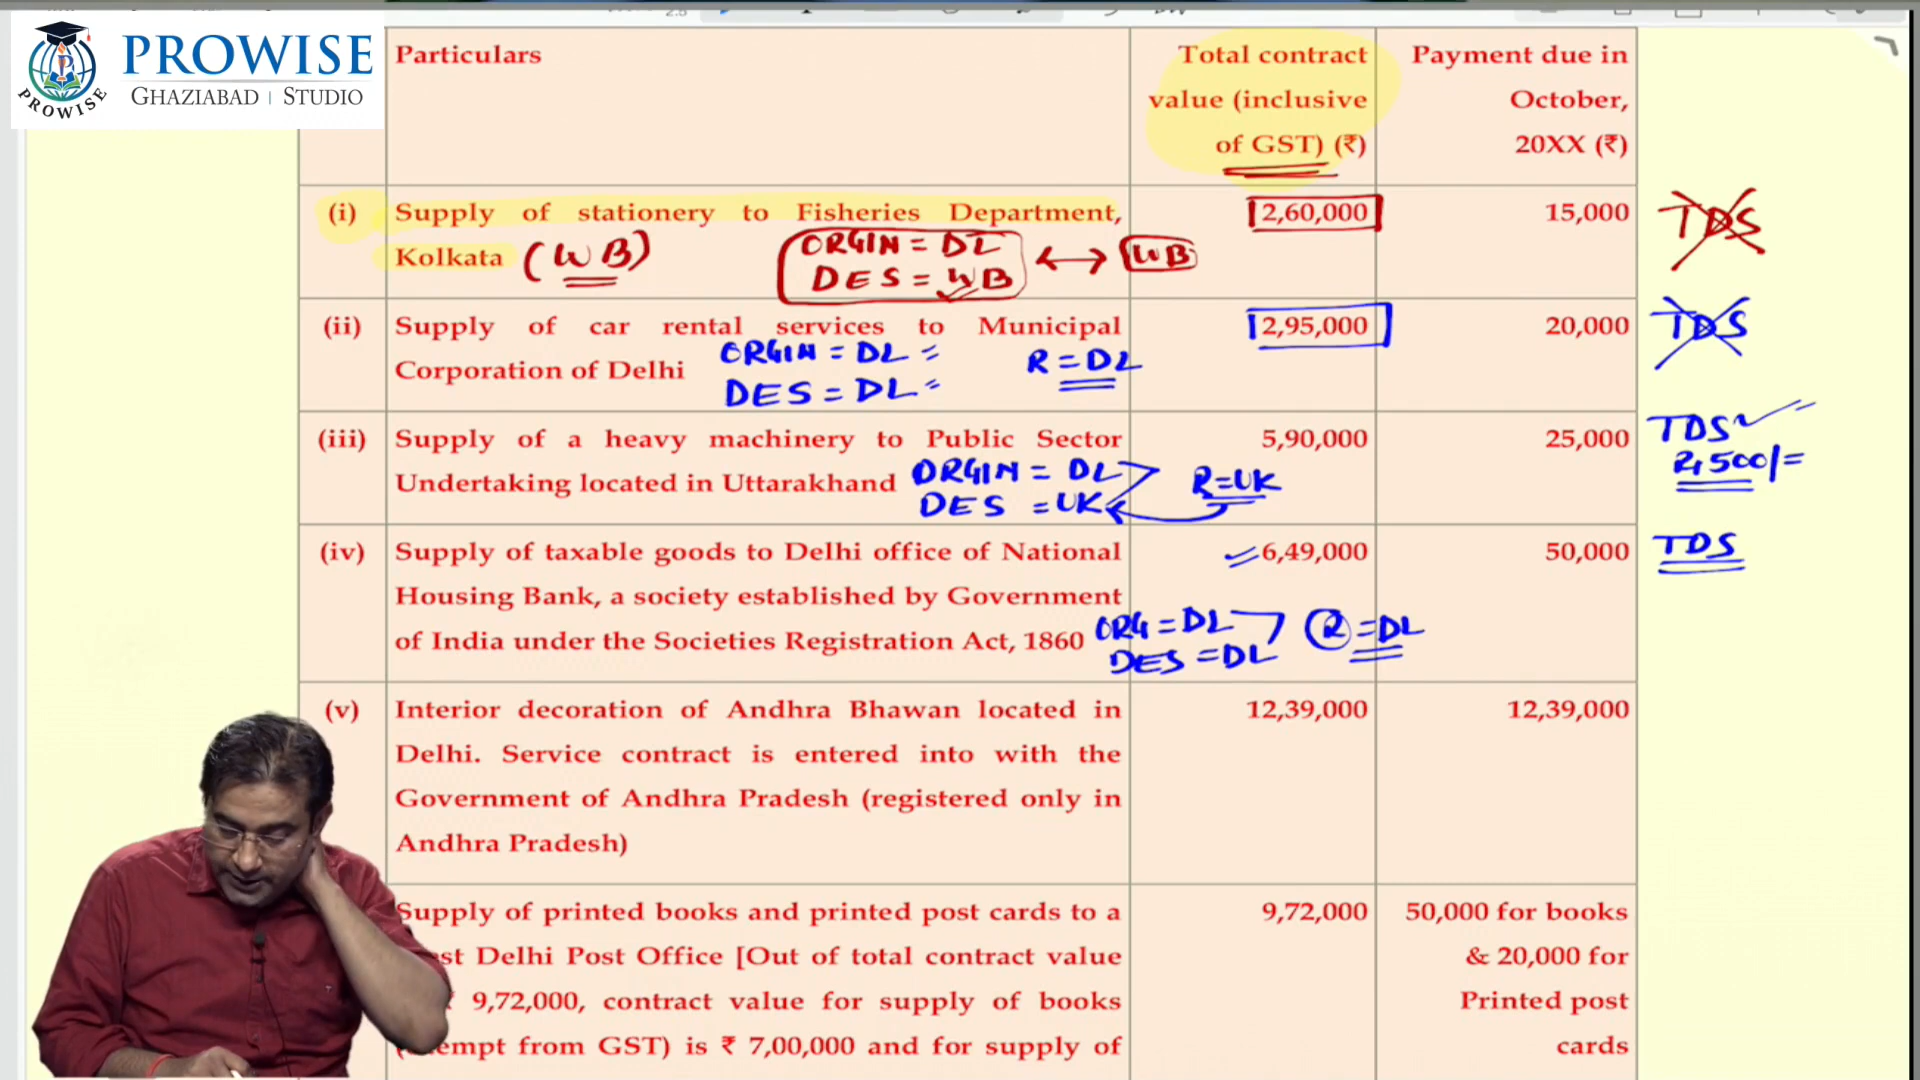 PROWISE
GHAZIABAD | STUDIO
PROWISE
Particulars
Total contract value (inclusive of GST) (₹)
Payment due in October, 20XX (₹)
(i) Supply of stationery to Fisheries Department, 2,60,000 15,000 TDS
Kolkata (WB) ORGIN = DL
DES = WB WB
(ii) Supply of car rental services to Municipal 2,95,000 20,000 TDS
Corporation of Delhi ORGIN = DL = R = DL
DES = DL =
(iii) Supply of a heavy machinery to Public Sector 5,90,000 25,000 TDS
2,500/=
Undertaking located in Uttarakhand ORGIN = DL R=UK
DES = UK
(iv) Supply of taxable goods to Delhi office of National 6,49,000 50,000 TDS
Housing Bank, a society established by Government
of India under the Societies Registration Act, 1860 ORG = DL R = DL
DES = DL
(v) Interior decoration of Andhra Bhawan located in 12,39,000 12,39,000
Delhi. Service contract is entered into with the
Government of Andhra Pradesh (registered only in
Andhra Pradesh)
Supply of printed books and printed post cards to a 9,72,000 50,000 for books
Delhi Post Office [Out of total contract value & 20,000 for
9,72,000, contract value for supply of books Printed post
from GST) is ₹ 7,00,000 and for supply of cards